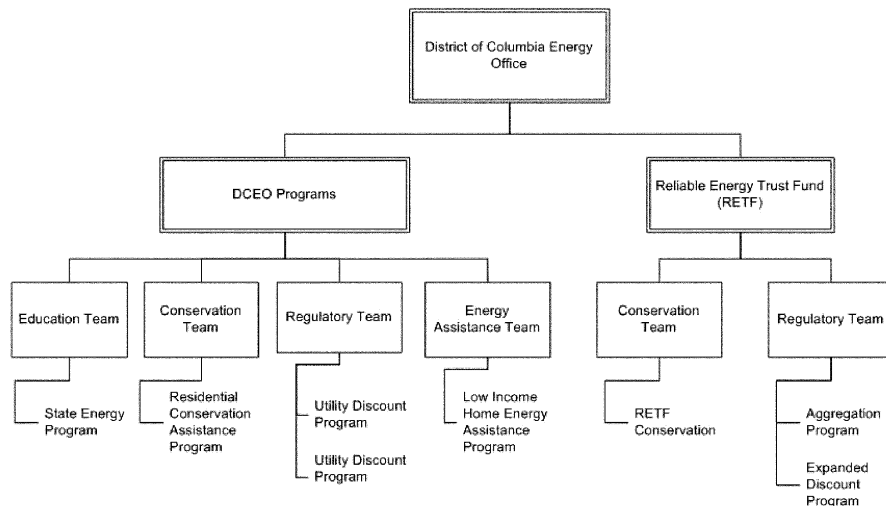 District of Columbia Energy
Office
DCEO Programs
Reliable Energy Trust Fund
(RETF)
Education Team
Conservation
Team
Regulatory Team
Energy
Assistance Team
Conservation
Team
Regulatory Team
State Energy
Program
Residential
Conservation
Assistance
Program
Utility Discount
Program
Utility Discount
Program
Low Income
Home Energy
Assistance
Program
RETF
Conservation
Aggregation
Program
Expanded
Discount
Program